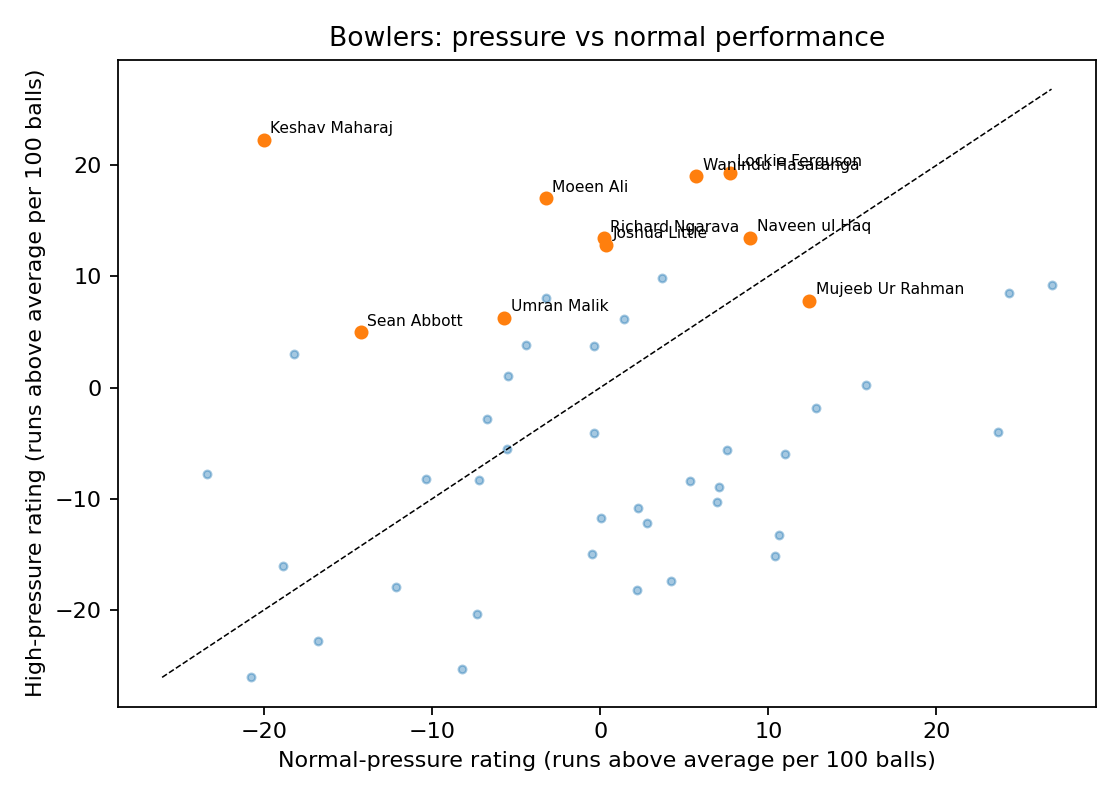 Bowlers: pressure vs normal performance
High-pressure rating (runs above average per 100 balls)
20
10
0
−10
−20
Keshav Maharaj
Lockie Ferguson
Wanindu Hasaranga
Moeen Ali
Richard Ngarava
Joshua Little
Naveen ul Haq
Mujeeb Ur Rahman
Umran Malik
Sean Abbott
−20
−10
0
10
20
Normal-pressure rating (runs above average per 100 balls)